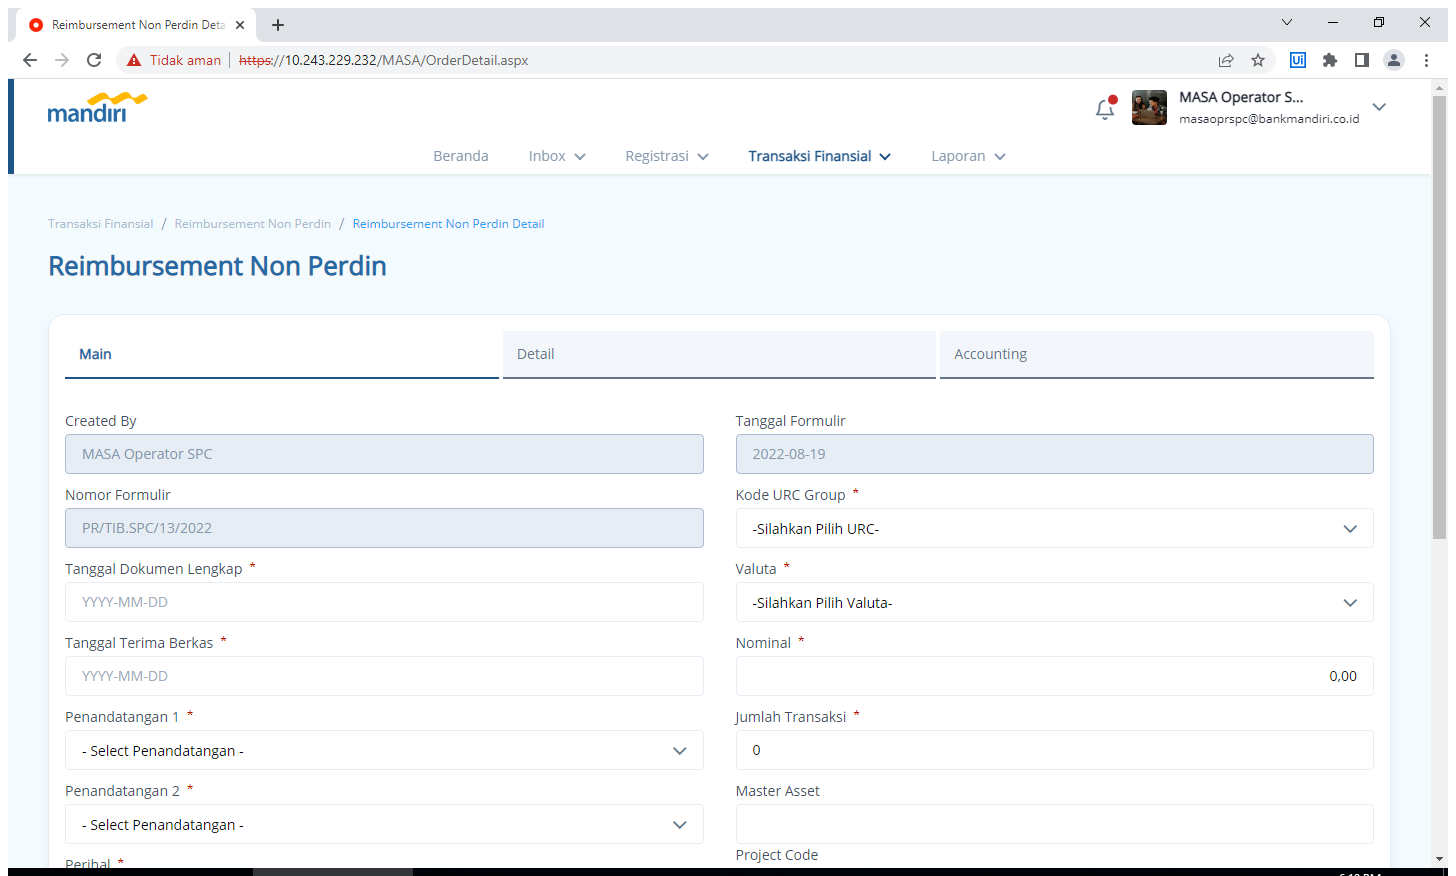 Reimbursement Non Perdin Deta
Tidak aman
https://10.243.229.232/MASA/OrderDetail.aspx
Ui
mandırı
MASA Operator S...
masaoprspc@bankmandiri.co.id
Beranda
Inbox
Registrasi
Transaksi Finansial
Laporan
Transaksi Finansial / Reimbursement Non Perdin / Reimbursement Non Perdin Detail
Reimbursement Non Perdin
Main
Detail
Accounting
Created By
MASA Operator SPC
Tanggal Formulir
2022-08-19
Nomor Formulir
PR/TIB.SPC/13/2022
Kode URC Group *
-Silahkan Pilih URC-
Tanggal Dokumen Lengkap *
YYYY-MM-DD
Valuta *
-Silahkan Pilih Valuta-
Tanggal Terima Berkas *
YYYY-MM-DD
Nominal *
0,00
Penandatangan 1 *
- Select Penandatangan -
Jumlah Transaksi *
0
Penandatangan 2 *
- Select Penandatangan -
Master Asset
Perihal *
Project Code